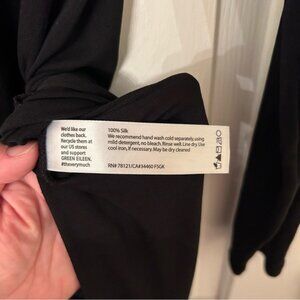 We'd like our
clothes back.
Recycle them at
our US stores
and support
GREEN EILEEN.
#theverymuch
100% Silk
We recommend hand wash cold separately, using
mild detergent, no bleach. Rinse well. Line dry. Use
cool iron, if necessary. May be dry cleaned
RN# 78121/CA#34460 FSGK